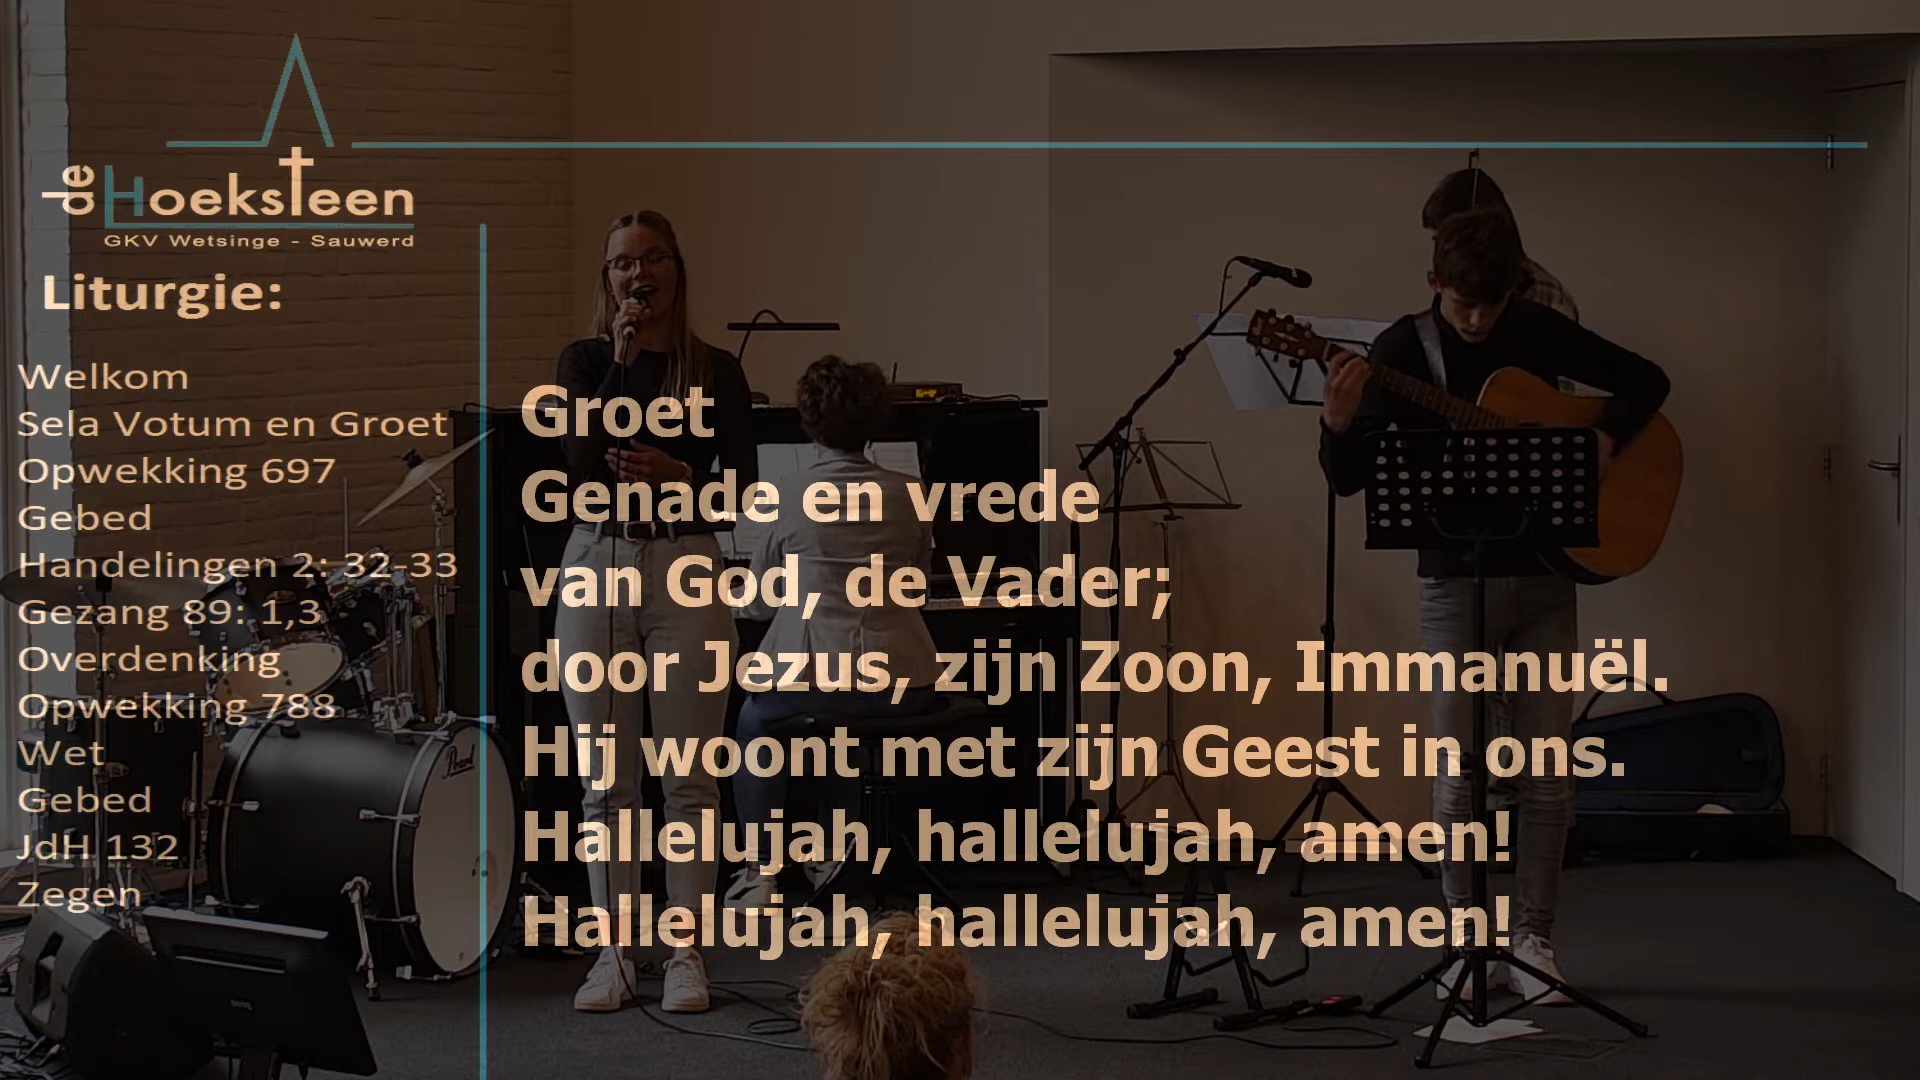 de Hoeksteen
GKV Wetsinge - Sauwerd
Liturgie:
Welkom
Sela Votum en Groet
Opwekking 697
Gebed
Handelingen 2: 32-33
Gezang 89: 1,3
Overdenking
Opwekking 788
Wet
Gebed
JdH 132
Zegen
Groet
Genade en vrede
van God, de Vader;
door Jezus, zijn Zoon, Immanuël.
Hij woont met zijn Geest in ons.
Hallelujah, hallelujah, amen!
Hallelujah, hallelujah, amen!
Pearl